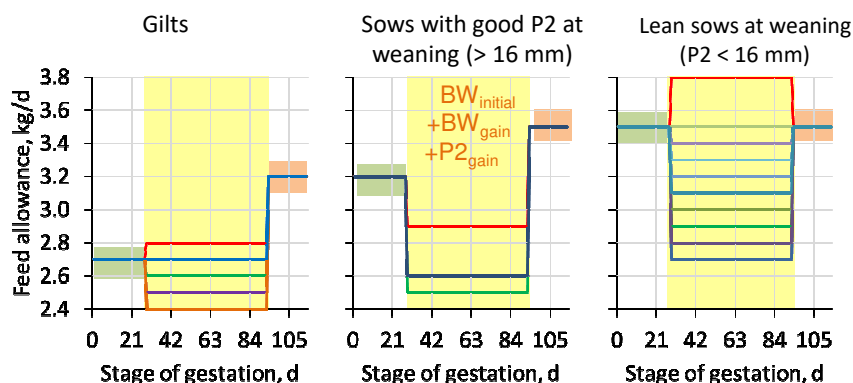 Gilts
Sows with good P2 at
weaning (> 16 mm)
Lean sows at weaning
(P2 < 16 mm)
Feed allowance, kg/d
3.8
3.6
3.4
3.2
3.0
2.8
2.6
2.4
BWinitial
+BWgain
+P2gain
0 21 42 63 84 105
0 21 42 63 84 105
0 21 42 63 84 105
Stage of gestation, d
Stage of gestation, d
Stage of gestation, d